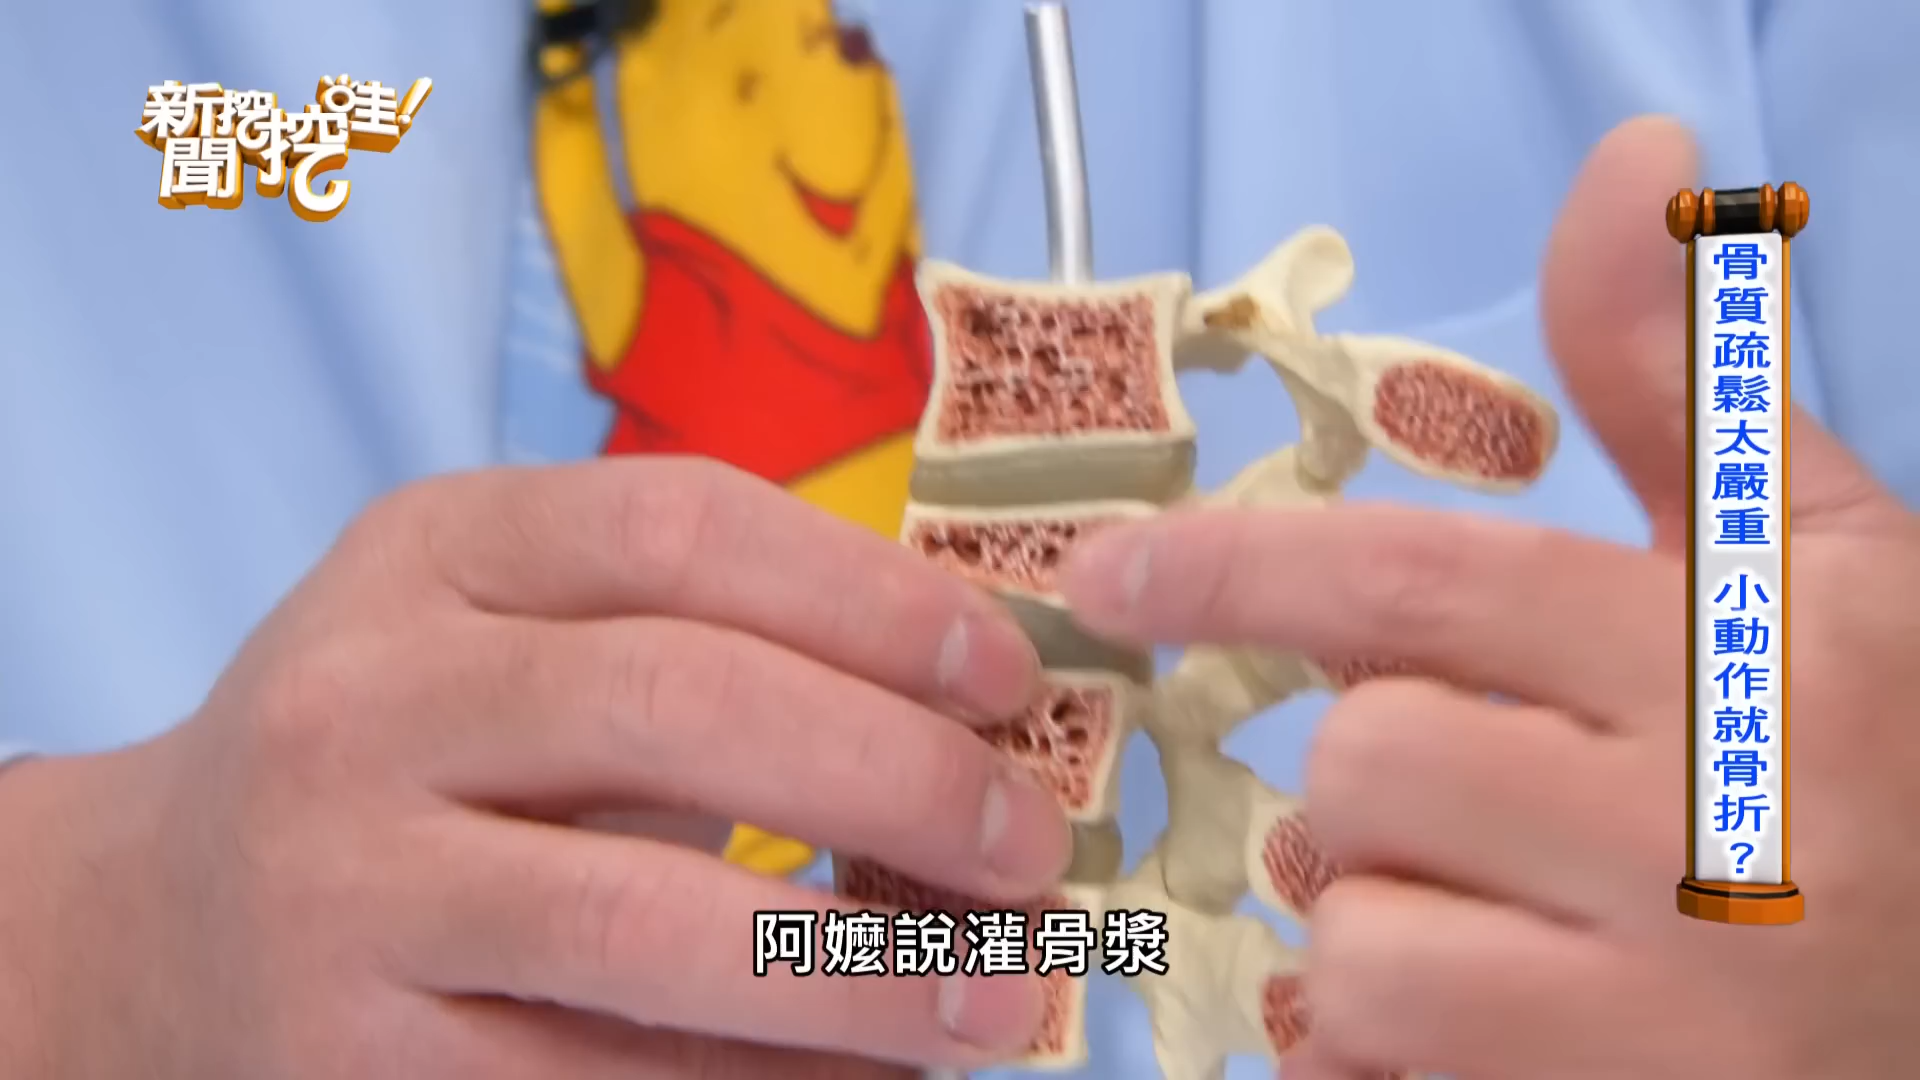 新聞挖挖哇！
骨質疏鬆太嚴重 小動作就骨折？
阿嬤說灌骨漿